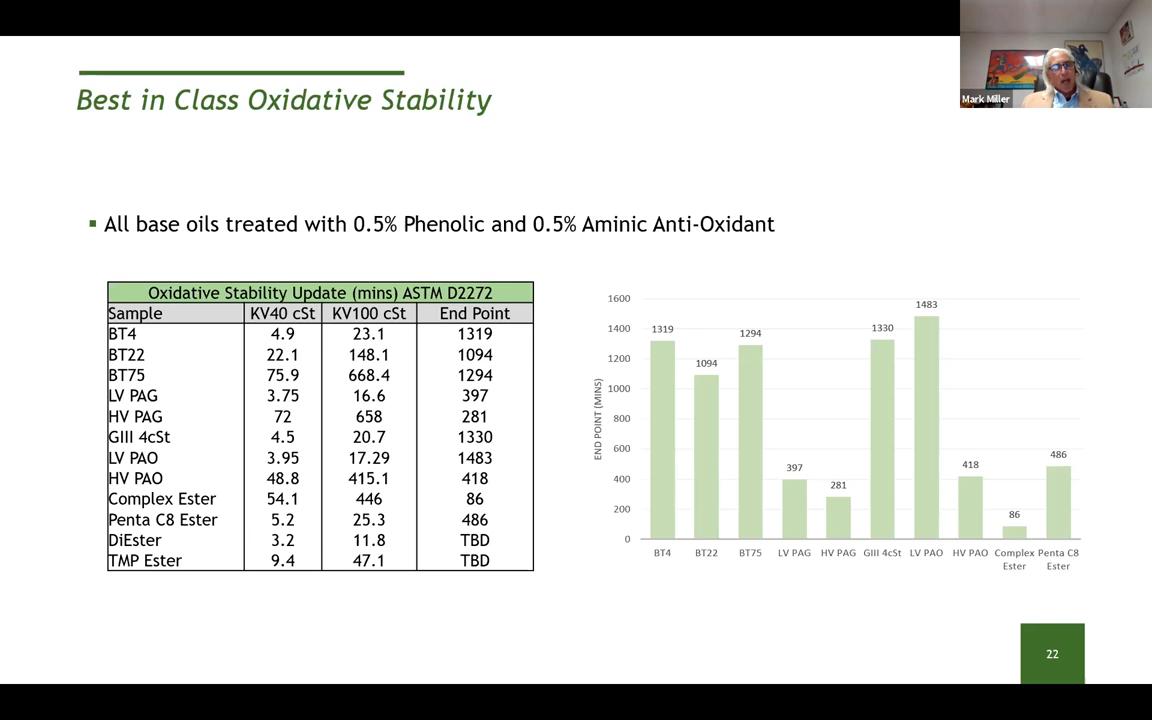 Mark Miller
Best in Class Oxidative Stability
▪ All base oils treated with 0.5% Phenolic and 0.5% Aminic Anti-Oxidant
Oxidative Stability Update (mins) ASTM D2272
Sample KV40 cSt KV100 cSt End Point
BT4 4.9 23.1 1319
BT22 22.1 148.1 1094
BT75 75.9 668.4 1294
LV PAG 3.75 16.6 397
HV PAG 72 658 281
GIII 4cSt 4.5 20.7 1330
LV PAO 3.95 17.29 1483
HV PAO 48.8 415.1 418
Complex Ester 54.1 446 86
Penta C8 Ester 5.2 25.3 486
DiEster 3.2 11.8 TBD
TMP Ester 9.4 47.1 TBD
END POINT (MINS)
1600
1400
1200
1000
800
600
400
200
0
1319 1094 1294 397 281 1330 1483 418 86 486
BT4 BT22 BT75 LV PAG HV PAG GIII 4cSt LV PAO HV PAO Complex Penta C8
Ester Ester
22